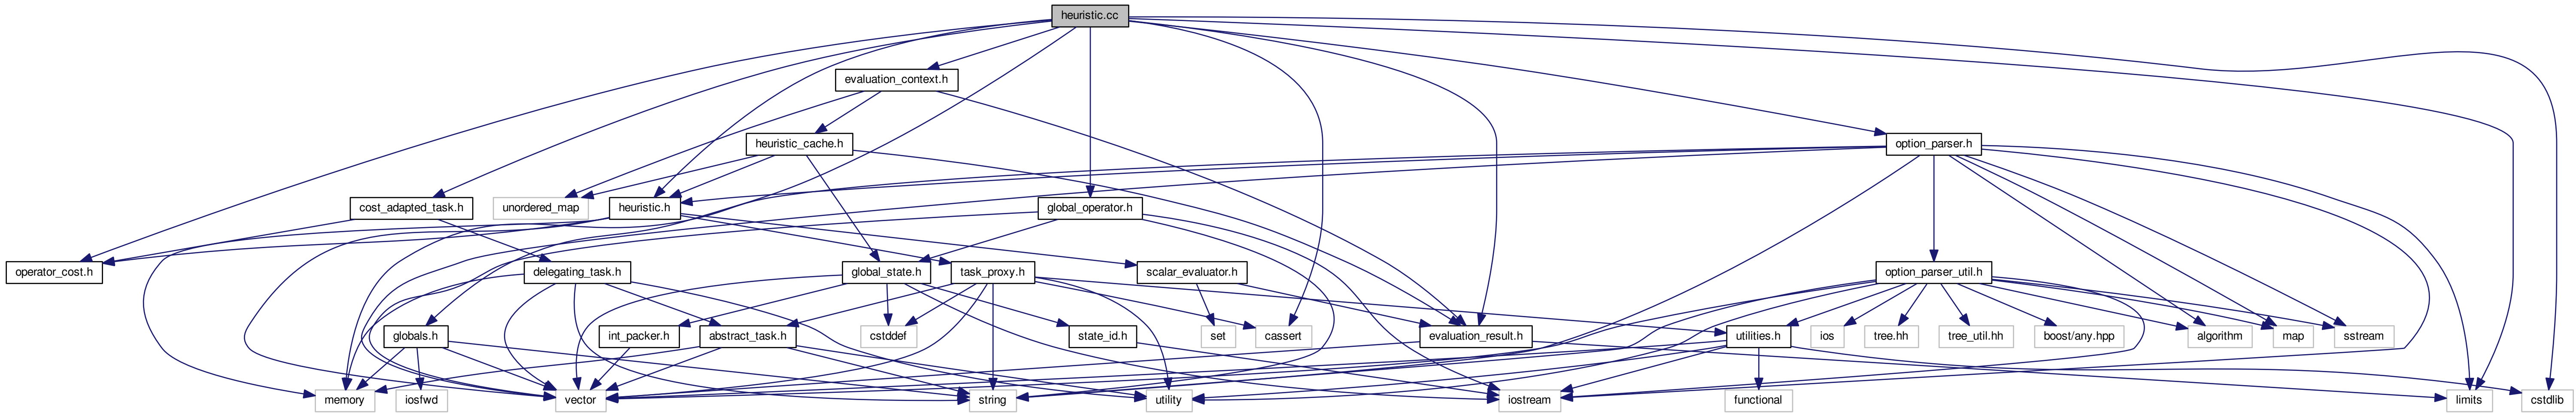 heuristic.cc
evaluation_context.h
heuristic_cache.h
option_parser.h
cost_adapted_task.h
unordered_map
heuristic.h
global_operator.h
operator_cost.h
delegating_task.h
global_state.h
task_proxy.h
scalar_evaluator.h
option_parser_util.h
globals.h
int_packer.h
abstract_task.h
cstddef
state_id.h
set
cassert
evaluation_result.h
utilities.h
ios
tree.hh
tree_util.hh
boost/any.hpp
algorithm
map
sstream
memory
iosfwd
vector
string
utility
iostream
functional
limits
cstdlib